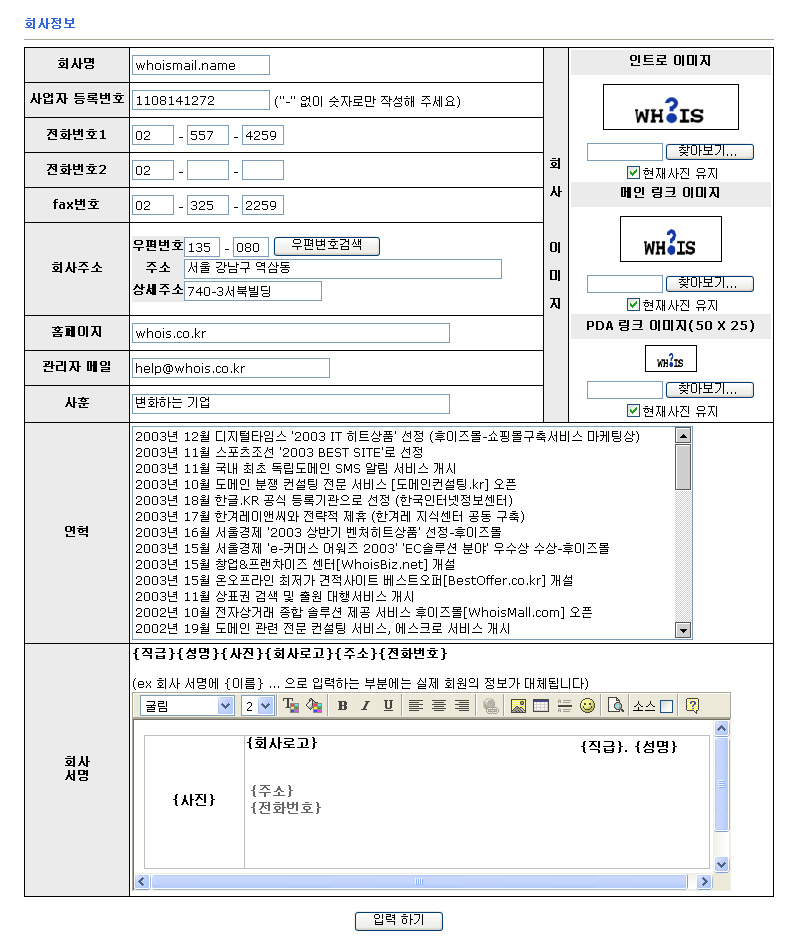 회사정보
회사명 whoismail.name
사업자 등록번호 1108141272 ("-" 없이 숫자로만 작성해 주세요)
전화번호1 02 - 557 - 4259
전화번호2 02 - -
fax번호 02 - 325 - 2259
회사주소
우편번호 135 - 080 우편번호검색
주소 서울 강남구 역삼동
상세주소 740-3서북빌딩
홈페이지 whois.co.kr
관리자 메일 help@whois.co.kr
사훈 변화하는 기업
회
사
이
미
지
인트로 이미지
WH?IS
찾아보기...
현재사진 유지
메인 링크 이미지
WH?IS
찾아보기...
현재사진 유지
PDA 링크 이미지(50 X 25)
WH?IS
찾아보기...
현재사진 유지
연혁
2003년 12월 디지털타임스 '2003 IT 히트상품' 선정 (후이즈몰-쇼핑몰구축서비스 마케팅상)
2003년 11월 스포츠조선 '2003 BEST SITE'로 선정
2003년 11월 국내 최초 독립도메인 SMS 알림 서비스 개시
2003년 10월 도메인 분쟁 컨설팅 전문 서비스 [도메인컨설팅.kr] 오픈
2003년 18월 한글.KR 공식 등록기관으로 선정 (한국인터넷정보센터)
2003년 17월 한겨레이앤씨와 전략적 제휴 (한겨레 지식센터 공동 구축)
2003년 16월 서울경제 '2003 상반기 벤처히트상품' 선정-후이즈몰
2003년 15월 서울경제 'e-커머스 어워즈 2003' 'EC솔루션 분야' 우수상 수상-후이즈몰
2003년 15월 창업&프랜차이즈 센터[WhoisBiz.net] 개설
2003년 15월 온오프라인 최저가 견적사이트 베스트오퍼[BestOffer.co.kr] 개설
2003년 11월 상표권 검색 및 출원 대행서비스 개시
2002년 10월 전자상거래 종합 솔루션 제공 서비스 후이즈몰[WhoisMall.com] 오픈
2002년 19월 도메인 관련 전문 컨설팅 서비스, 에스크로 서비스 개시
회사
서명
{직급}{성명}{사진}{회사로고}{주소}{전화번호}
(ex 회사 서명에 {이름} ... 으로 입력하는 부분에는 실제 회원의 정보가 대체됩니다)
굴림 2 B I U 소스
{회사로고} {직급}. {성명}
{사진}
{주소}
{전화번호}
입력 하기